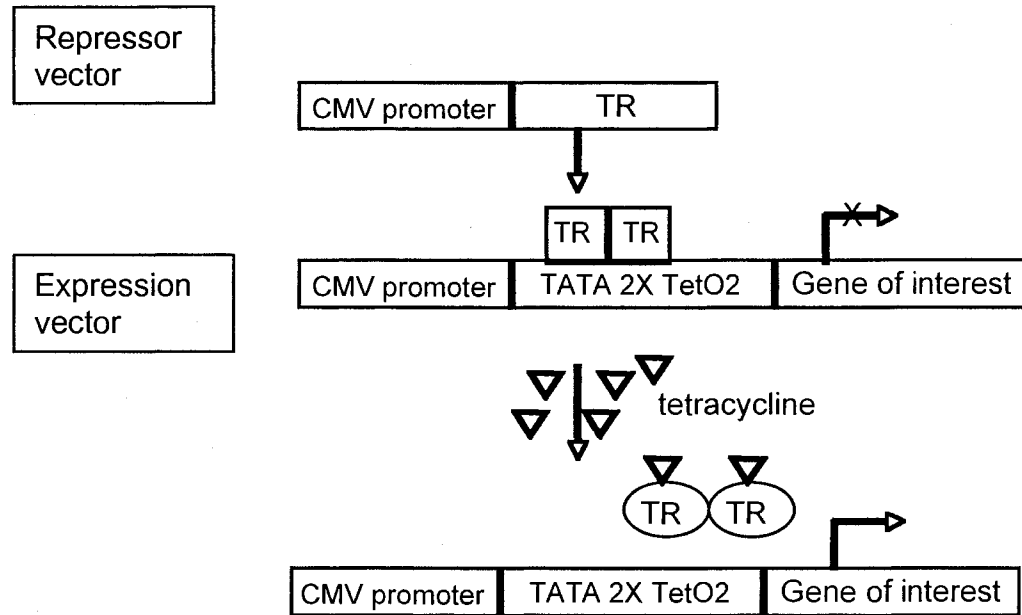 Repressor
vector
CMV promoter TR
TR TR
Expression
vector
CMV promoter TATA 2X TetO2 Gene of interest
tetracycline
TR TR
CMV promoter TATA 2X TetO2 Gene of interest